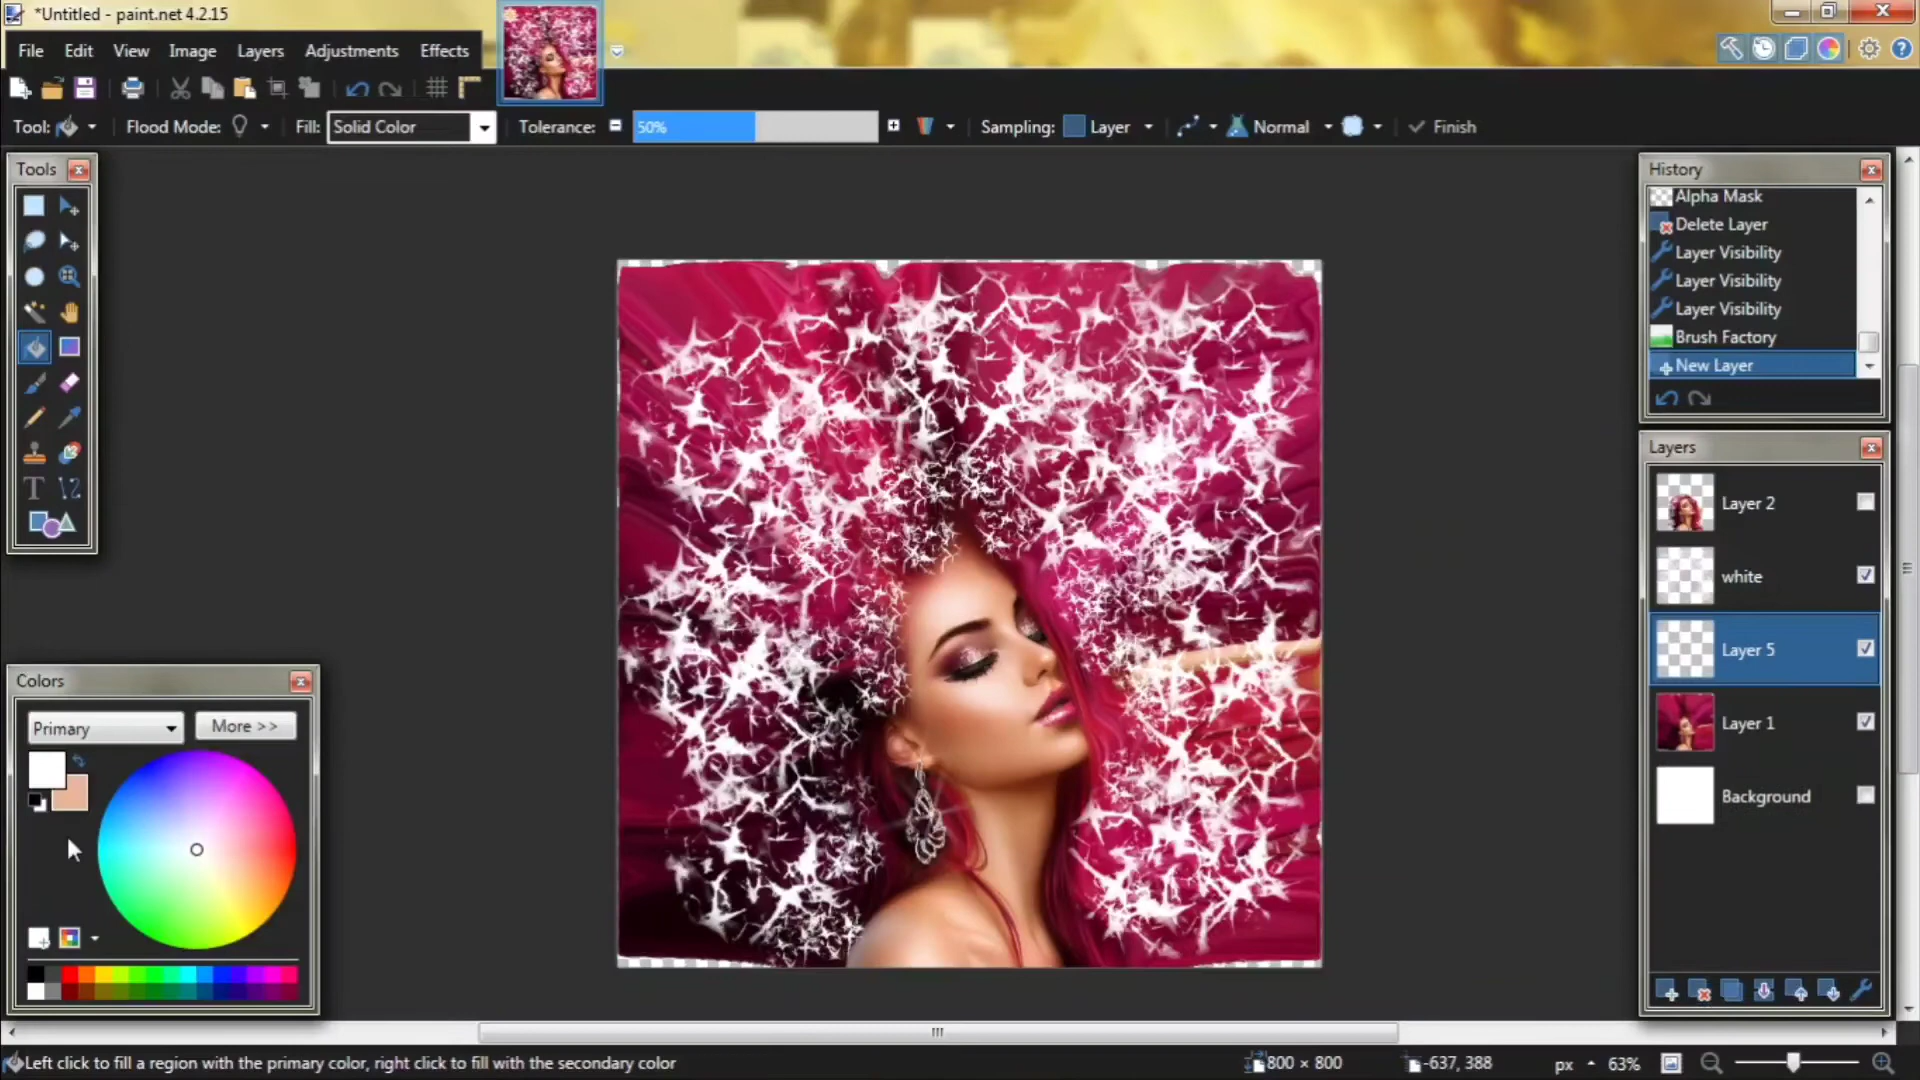 *Untitled - paint.net 4.2.15
File Edit View Image Layers Adjustments Effects
Tool: Flood Mode: Fill: Solid Color Tolerance: 50% Sampling: Layer Normal Finish
Tools
History
Alpha Mask
Delete Layer
Layer Visibility
Layer Visibility
Layer Visibility
Brush Factory
New Layer
Layers
Layer 2
white
Layer 5
Layer 1
Background
Colors
Primary More >>
Left click to fill a region with the primary color, right click to fill with the secondary color 800 × 800 -637, 388 px 63%